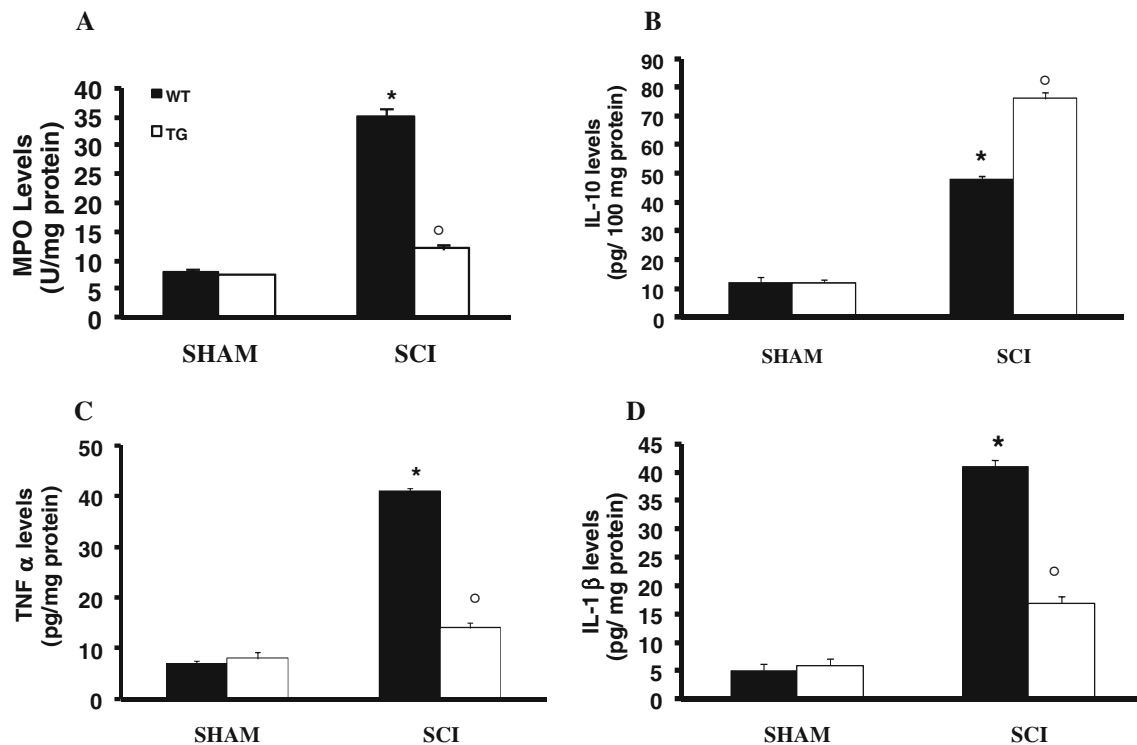 A
MPO Levels
(U/mg protein)
40
35
30
25
20
15
10
5
0
WT
TG
*
°
SHAM SCI
B
IL-10 levels
(pg/ 100 mg protein)
90
80
70
60
50
40
30
20
10
0
*
°
SHAM SCI
C
TNF α levels
(pg/mg protein)
50
40
30
20
10
0
*
°
SHAM SCI
D
IL-1 β levels
(pg/ mg protein)
45
40
35
30
25
20
15
10
5
0
*
°
SHAM SCI